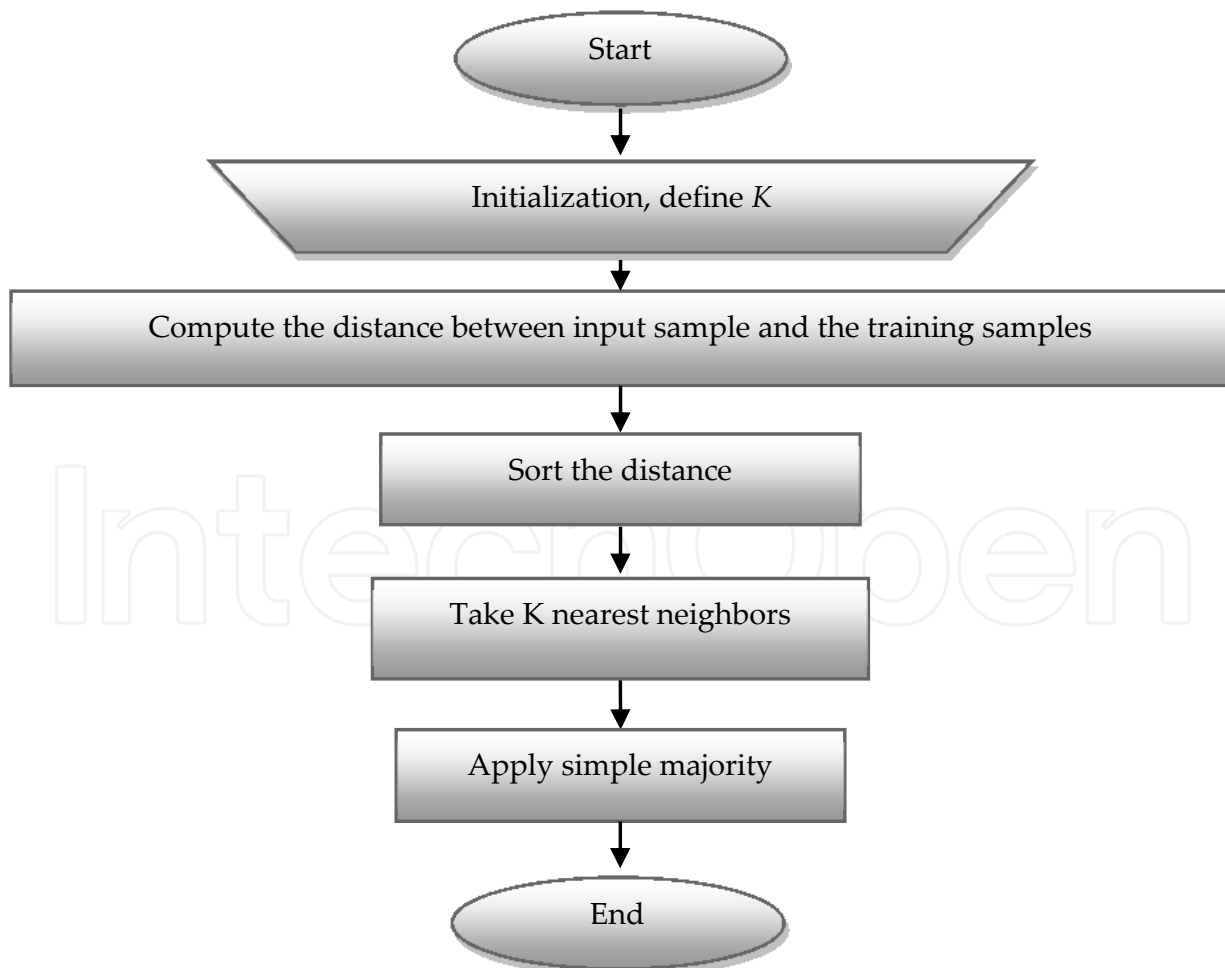 Start
Initialization, define K
Compute the distance between input sample and the training samples
Sort the distance
IntechOpen
Take K nearest neighbors
Apply simple majority
End